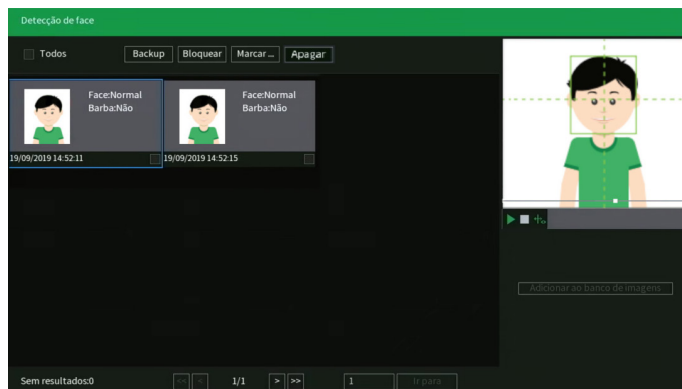 Detecção de face
Todos Backup Bloquear Marcar... Apagar
Face:Normal
Barba:Não
19/09/2019 14:52:11
Face:Normal
Barba:Não
19/09/2019 14:52:15
Adicionar ao banco de imagens
Sem resultados:0 << < 1/1 > >> 1 Ir para